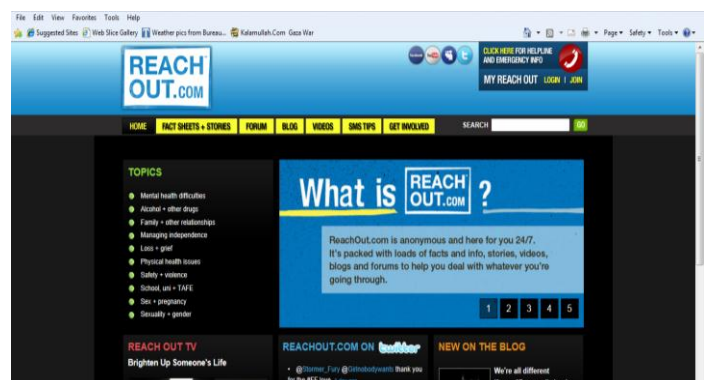 File Edit View Favorites Tools Help
Suggested Sites Web Slice Gallery Weather pics from Bureau... Kalamullah.Com Gaza War
Page Safety Tools
REACH
OUT.COM
CLICK HERE FOR HELPLINE
AND EMERGENCY INFO
MY REACH OUT LOGIN | JOIN
HOME FACT SHEETS + STORIES FORUM BLOG VIDEOS SMS TIPS GET INVOLVED SEARCH GO
TOPICS
Mental health difficulties
Alcohol + other drugs
Family + other relationships
Managing independence
Loss + grief
Physical health issues
Safety + violence
School, uni + TAFE
Sex + pregnancy
Sexuality + gender
What is REACH OUT.COM ?
ReachOut.com is anonymous and here for you 24/7.
It's packed with loads of facts and info, stories, videos,
blogs and forums to help you deal with whatever you're
going through.
1 2 3 4 5
REACH OUT TV
Brighten Up Someone's Life
REACHOUT.COM ON twitter
@Stormer_Fury @Girlnobodywants thank you
NEW ON THE BLOG
We're all different